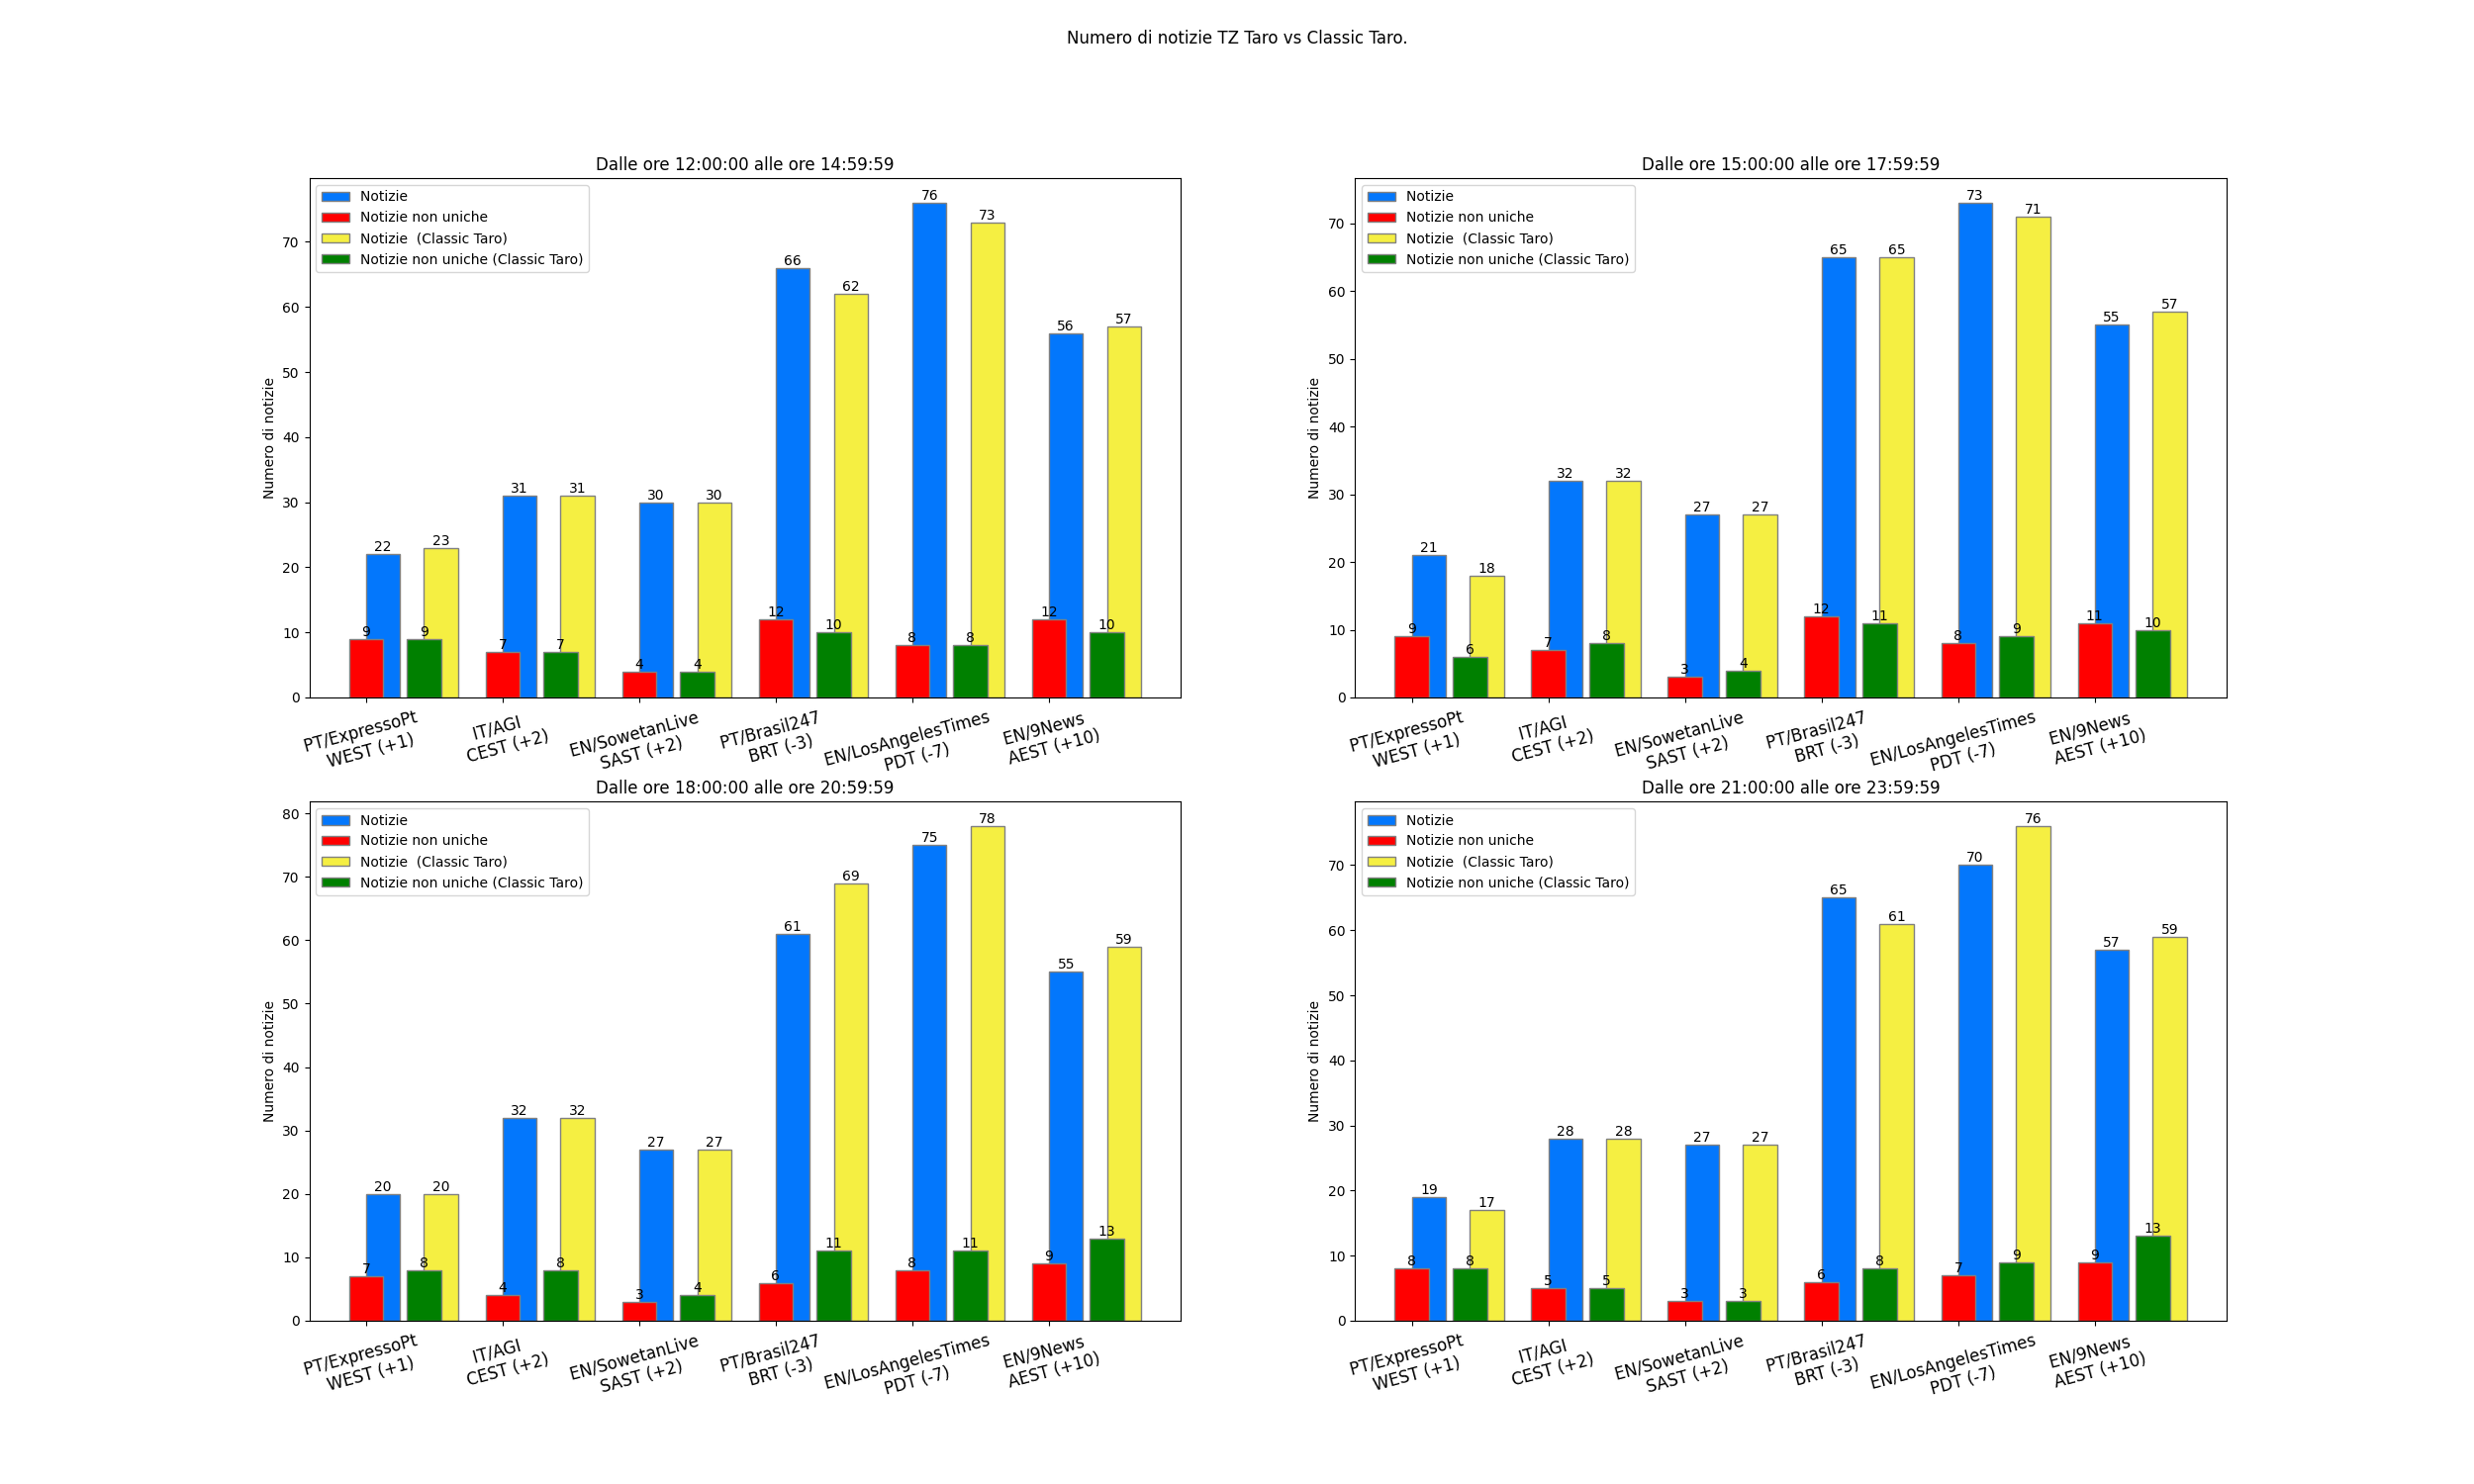 Numero di notizie TZ Taro vs Classic Taro.
Dalle ore 12:00:00 alle ore 14:59:59
Notizie
Notizie non uniche
Notizie  (Classic Taro)
Notizie non uniche (Classic Taro)
Numero di notizie
0
10
20
30
40
50
60
70
9
22
9
23
7
31
7
31
4
30
4
30
12
66
10
62
8
76
8
73
12
56
10
57
PT/ExpressoPt
WEST (+1)
IT/AGI
CEST (+2)
EN/SowetanLive
SAST (+2)
PT/Brasil247
BRT (-3)
EN/LosAngelesTimes
PDT (-7)
EN/9News
AEST (+10)
Dalle ore 15:00:00 alle ore 17:59:59
Notizie
Notizie non uniche
Notizie  (Classic Taro)
Notizie non uniche (Classic Taro)
Numero di notizie
0
10
20
30
40
50
60
70
9
21
6
18
7
32
8
32
3
27
4
27
12
65
11
65
8
73
9
71
11
55
10
57
PT/ExpressoPt
WEST (+1)
IT/AGI
CEST (+2)
EN/SowetanLive
SAST (+2)
PT/Brasil247
BRT (-3)
EN/LosAngelesTimes
PDT (-7)
EN/9News
AEST (+10)
Dalle ore 18:00:00 alle ore 20:59:59
Notizie
Notizie non uniche
Notizie  (Classic Taro)
Notizie non uniche (Classic Taro)
Numero di notizie
0
10
20
30
40
50
60
70
80
7
20
8
20
4
32
8
32
3
27
4
27
6
61
11
69
8
75
11
78
9
55
13
59
PT/ExpressoPt
WEST (+1)
IT/AGI
CEST (+2)
EN/SowetanLive
SAST (+2)
PT/Brasil247
BRT (-3)
EN/LosAngelesTimes
PDT (-7)
EN/9News
AEST (+10)
Dalle ore 21:00:00 alle ore 23:59:59
Notizie
Notizie non uniche
Notizie  (Classic Taro)
Notizie non uniche (Classic Taro)
Numero di notizie
0
10
20
30
40
50
60
70
8
19
8
17
5
28
5
28
3
27
3
27
6
65
8
61
7
70
9
76
9
57
13
59
PT/ExpressoPt
WEST (+1)
IT/AGI
CEST (+2)
EN/SowetanLive
SAST (+2)
PT/Brasil247
BRT (-3)
EN/LosAngelesTimes
PDT (-7)
EN/9News
AEST (+10)